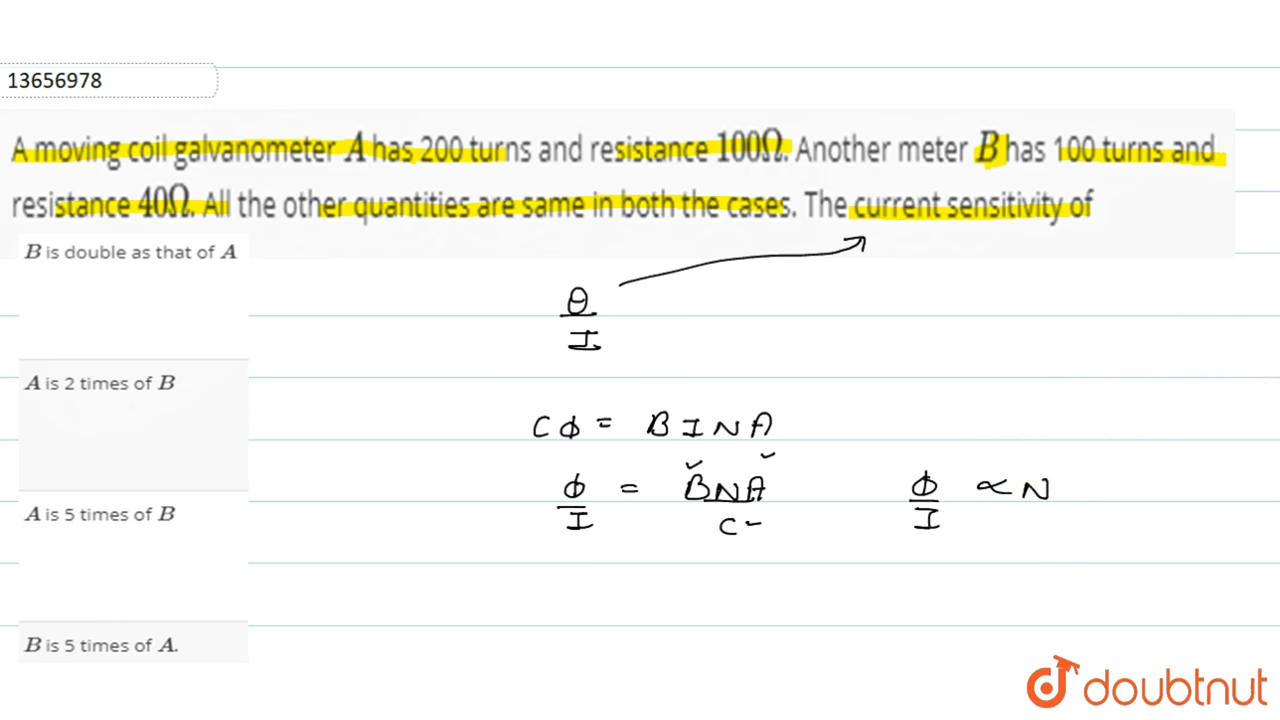 13656978
A moving coil galvanometer A has 200 turns and resistance 100Ω. Another meter B has 100 turns and
resistance 40Ω. All the other quantities are same in both the cases. The current sensitivity of
B is double as that of A
θ
I
A is 2 times of B
Cϕ = BINA
ϕ/I = BNA/C ϕ/I ∝ N
A is 5 times of B
B is 5 times of A.
doubtnut